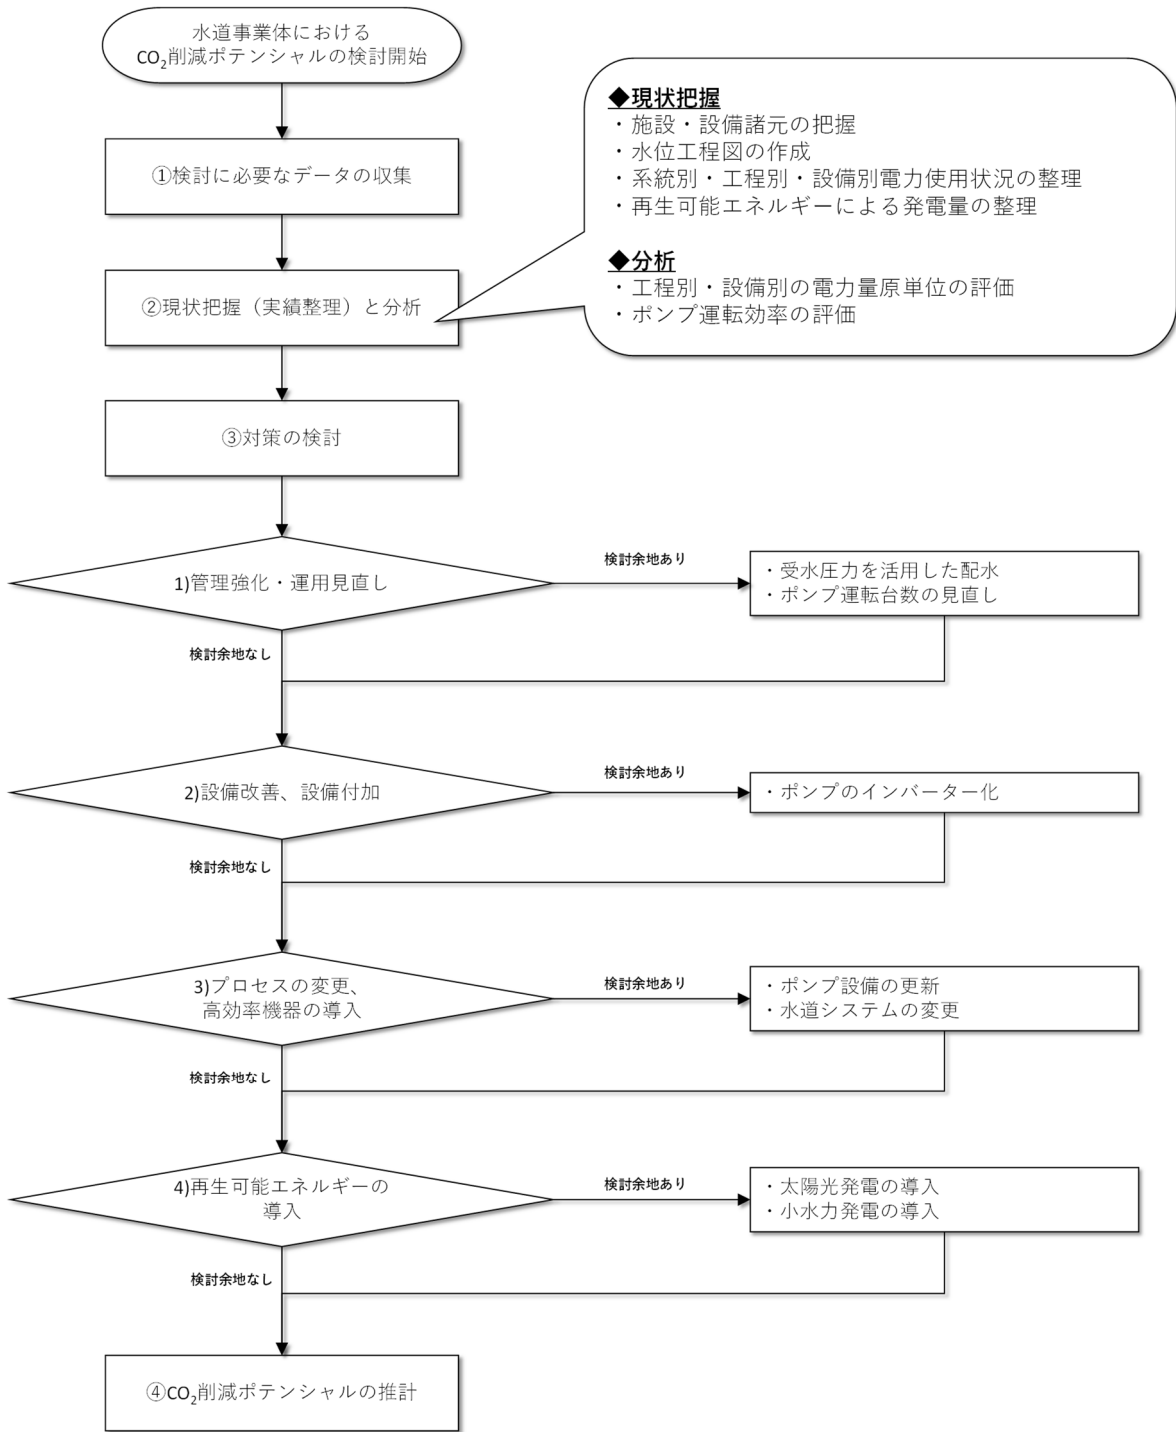 水道事業体における
CO₂削減ポテンシャルの検討開始
①検討に必要なデータの収集
②現状把握（実績整理）と分析
◆現状把握
・施設・設備諸元の把握
・水位工程図の作成
・系統別・工程別・設備別電力使用状況の整理
・再生可能エネルギーによる発電量の整理
◆分析
・工程別・設備別の電力量原単位の評価
・ポンプ運転効率の評価
③対策の検討
1)管理強化・運用見直し
検討余地あり
・受水圧力を活用した配水
・ポンプ運転台数の見直し
検討余地なし
2)設備改善、設備付加
検討余地あり
・ポンプのインバーター化
検討余地なし
3)プロセスの変更、
高効率機器の導入
検討余地あり
・ポンプ設備の更新
・水道システムの変更
検討余地なし
4)再生可能エネルギーの
導入
検討余地あり
・太陽光発電の導入
・小水力発電の導入
検討余地なし
④CO₂削減ポテンシャルの推計